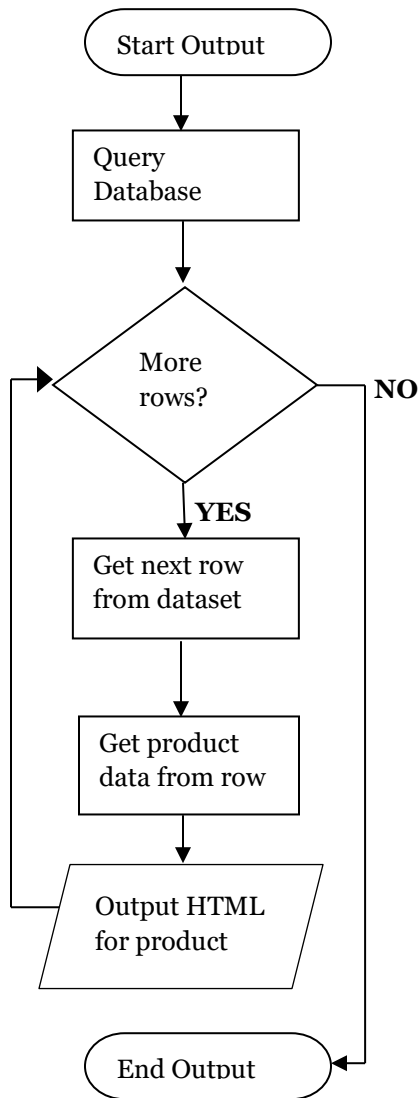 Start Output
Query
Database
More
rows?
NO
YES
Get next row
from dataset
Get product
data from row
Output HTML
for product
End Output